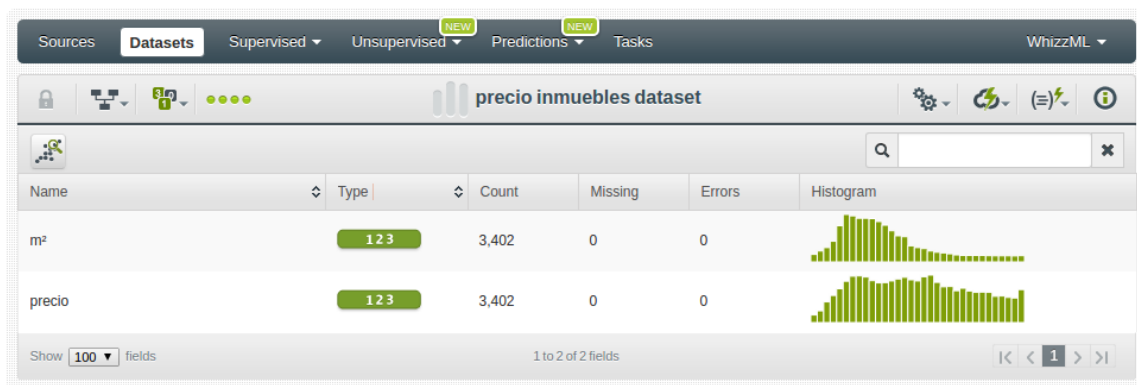 NEW NEW
Sources Datasets Supervised Unsupervised Predictions Tasks WhizzML
precio inmuebles dataset
Name Type Count Missing Errors Histogram
m² 123 3,402 0 0
precio 123 3,402 0 0
Show 100 fields 1 to 2 of 2 fields 1